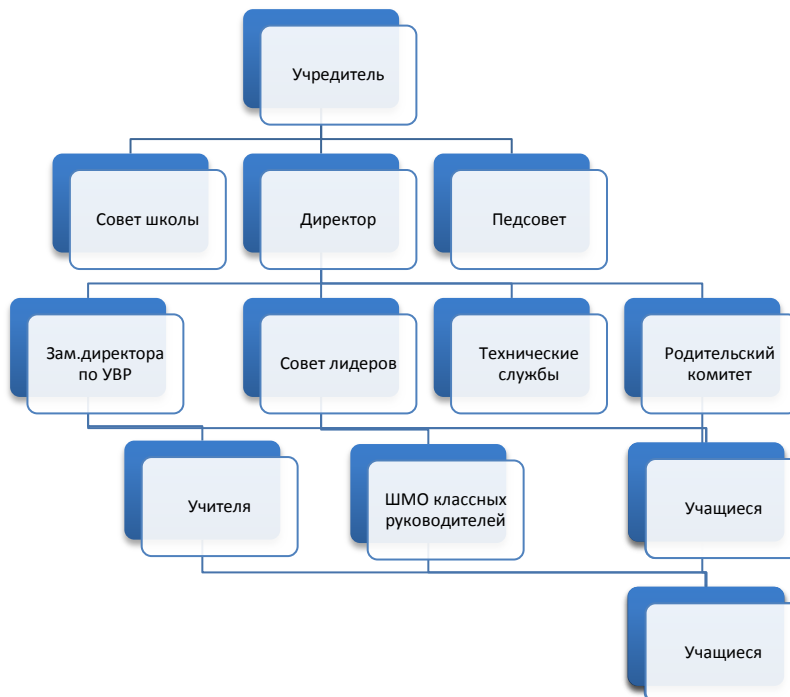 Учредитель
Совет школы
Директор
Педсовет
Зам.директора
по УВР
Совет лидеров
Технические
службы
Родительский
комитет
Учителя
ШМО классных
руководителей
Учащиеся
Учащиеся